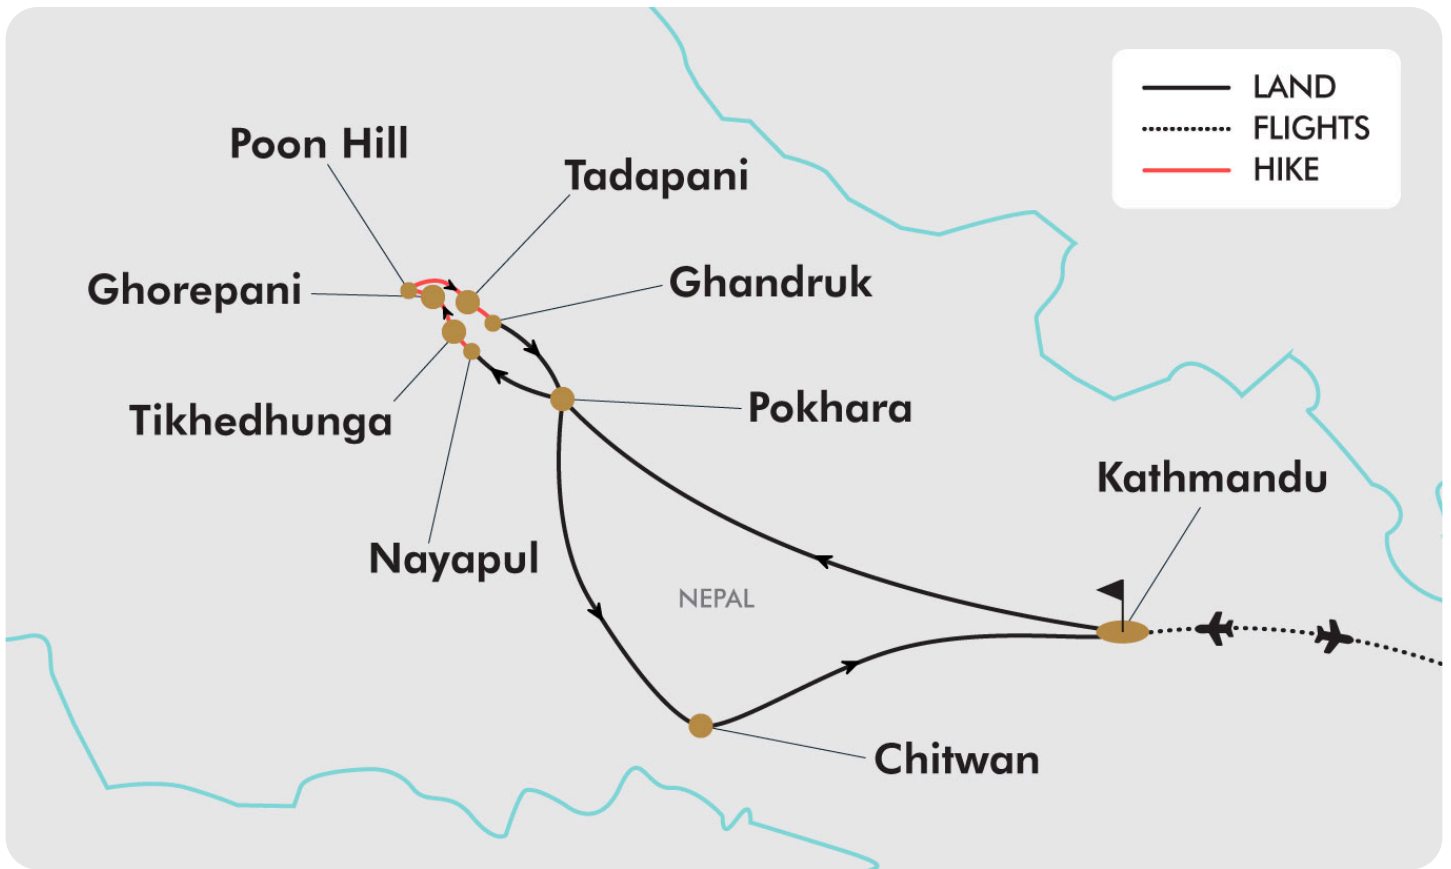 LAND
FLIGHTS
HIKE
Poon Hill
Tadapani
Ghorepani
Ghandruk
Tikhedhunga
Pokhara
Kathmandu
Nayapul
NEPAL
Chitwan